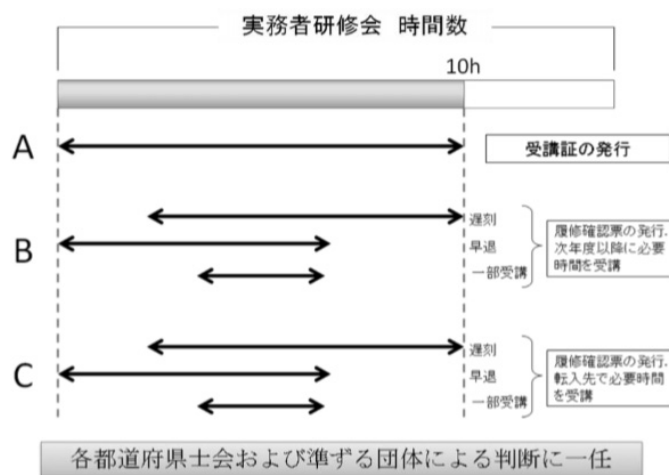 実務者研修会 時間数
10h
A
受講証の発行
B
遅刻
早退
一部受講
履修確認票の発行.
次年度以降に必要
時間を受講
C
遅刻
早退
一部受講
履修確認票の発行.
転入先で必要時間
を受講
各都道府県士会および準ずる団体による判断に一任